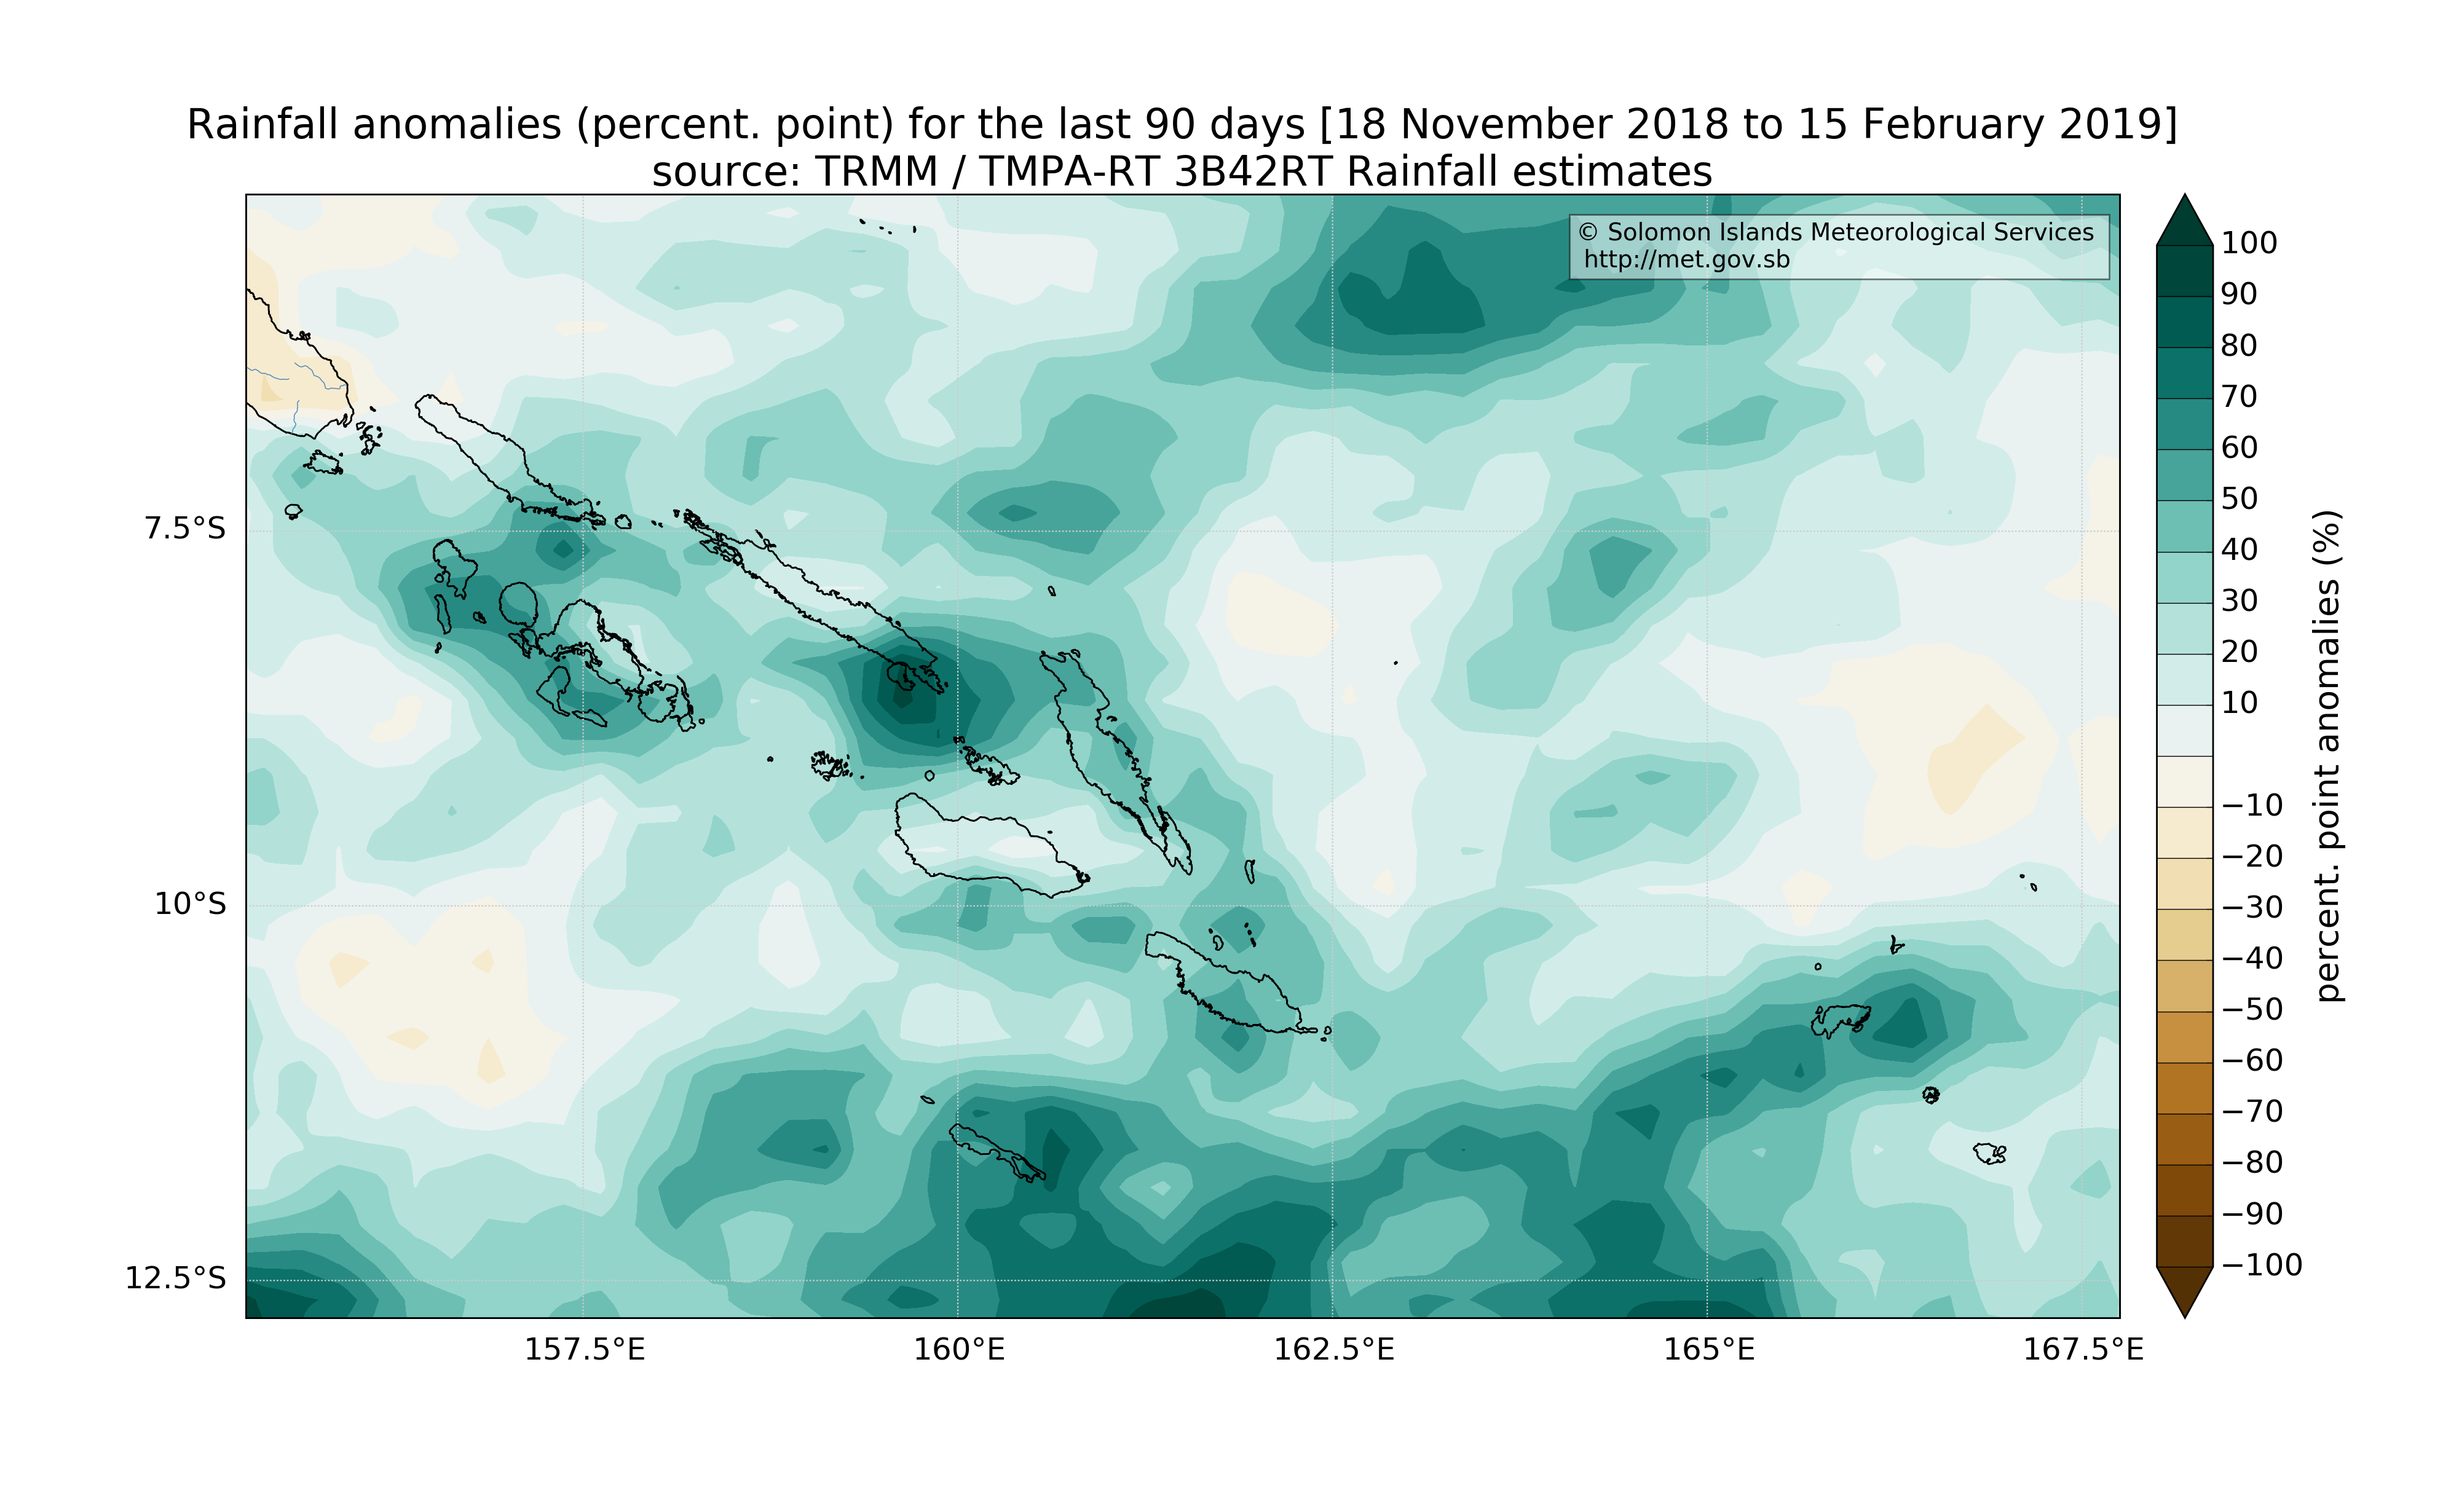 Rainfall anomalies (percent. point) for the last 90 days [18 November 2018 to 15 February 2019]
source: TRMM / TMPA-RT 3B42RT Rainfall estimates
© Solomon Islands Meteorological Services
http://met.gov.sb
7.5°S
10°S
12.5°S
157.5°E
160°E
162.5°E
165°E
167.5°E
100
90
80
70
60
50
40
30
20
10
−10
−20
−30
−40
−50
−60
−70
−80
−90
−100
percent. point anomalies (%)